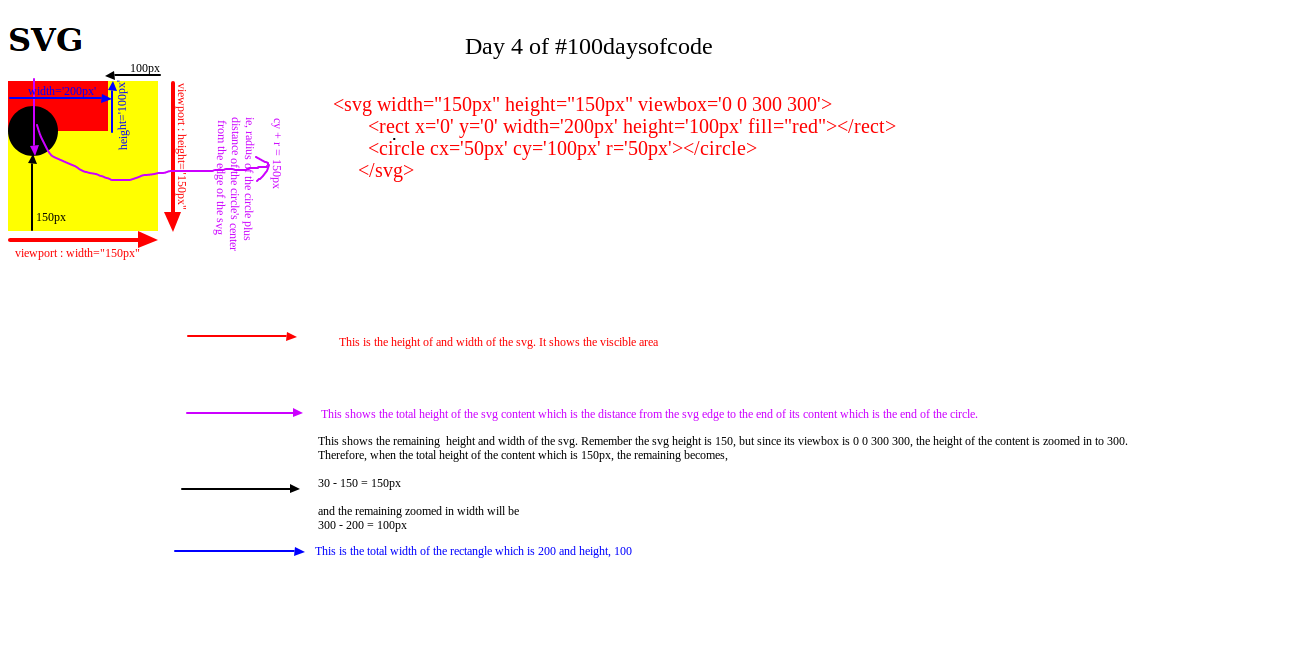 SVG
Day 4 of #100daysofcode
100px
width='200px'
height='100px'
viewport : height="150px"
150px
viewport : width="150px"
cy + r = 150px
ie, radius of the circle plus
distance of the circle's center
from the edge of the svg
<svg width="150px" height="150px" viewbox='0 0 300 300'>
<rect x='0' y='0' width='200px' height='100px' fill="red"></rect>
<circle cx='50px' cy='100px' r='50px'></circle>
</svg>
This is the height of and width of the svg. It shows the viscible area
This shows the total height of the svg content which is the distance from the svg edge to the end of its content which is the end of the circle.
This shows the remaining height and width of the svg. Remember the svg height is 150, but since its viewbox is 0 0 300 300, the height of the content is zoomed in to 300.
Therefore, when the total height of the content which is 150px, the remaining becomes,
30 - 150 = 150px
and the remaining zoomed in width will be
300 - 200 = 100px
This is the total width of the rectangle which is 200 and height, 100